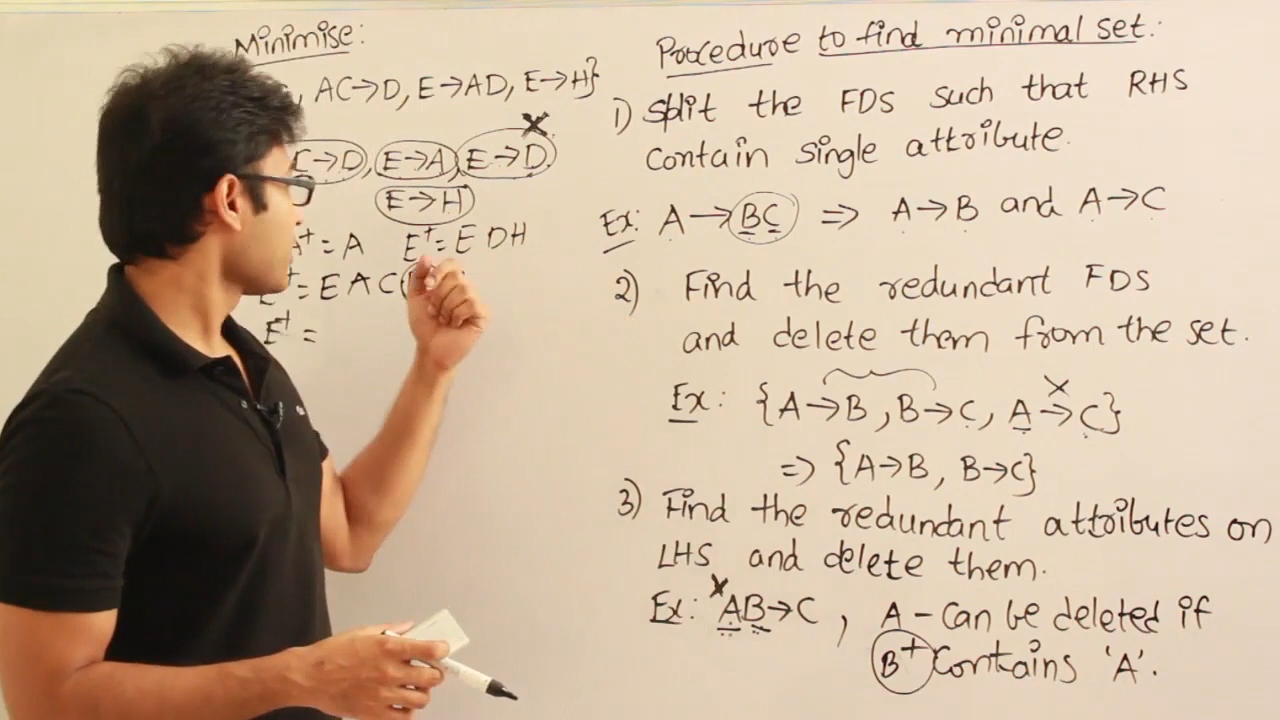 Minimise:
AC→D, E→AD, E→H}
C→D, E→A, E→D,
E→H
A+ = A E+ = E D H
E+ = E A C
E+ =
Procedure to find minimal set:
1) Split the FDS such that RHS
contain single attribute.
Ex: A→BC => A→B and A→C
2) Find the redundant FDS
and delete them from the set.
Ex: {A→B, B→C, A→C}
=> {A→B, B→C}
3) Find the redundant attributes on
LHS and delete them.
Ex: AB→C, A - Can be deleted if
B+ Contains 'A'.